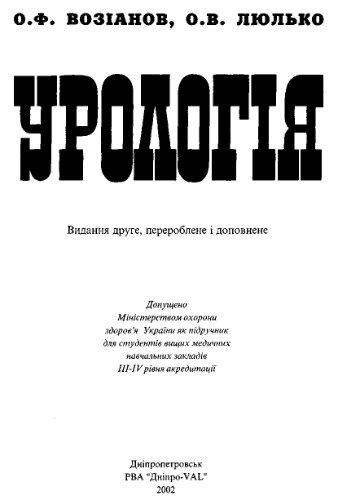 О.Ф. ВОЗІАНОВ, О.В. ЛЮЛЬКО
УРОЛОГІЯ
Видання друге, перероблене і доповнене
Допущено
Міністерством охорони
здоров'я України як підручник
для студентів вищих медичних
навчальних закладів
III-IV рівня акредитації
Дніпропетровськ
РВА "Дніпро-VAL"
2002